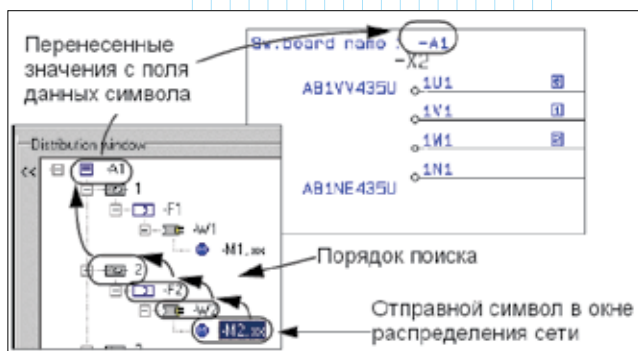 Перенесенные
значения с поля
данных символа
Sw.board name : -A1
-X2
AB1VV435U
1U1
1V1
1W1
1N1
AB1NE435U
Distribution window
<<
-A1
1
-F1
-W1
-M1.xx
2
-F2
-W2
-M2.xx
Порядок поиска
Отправной символ в окне
распределения сети